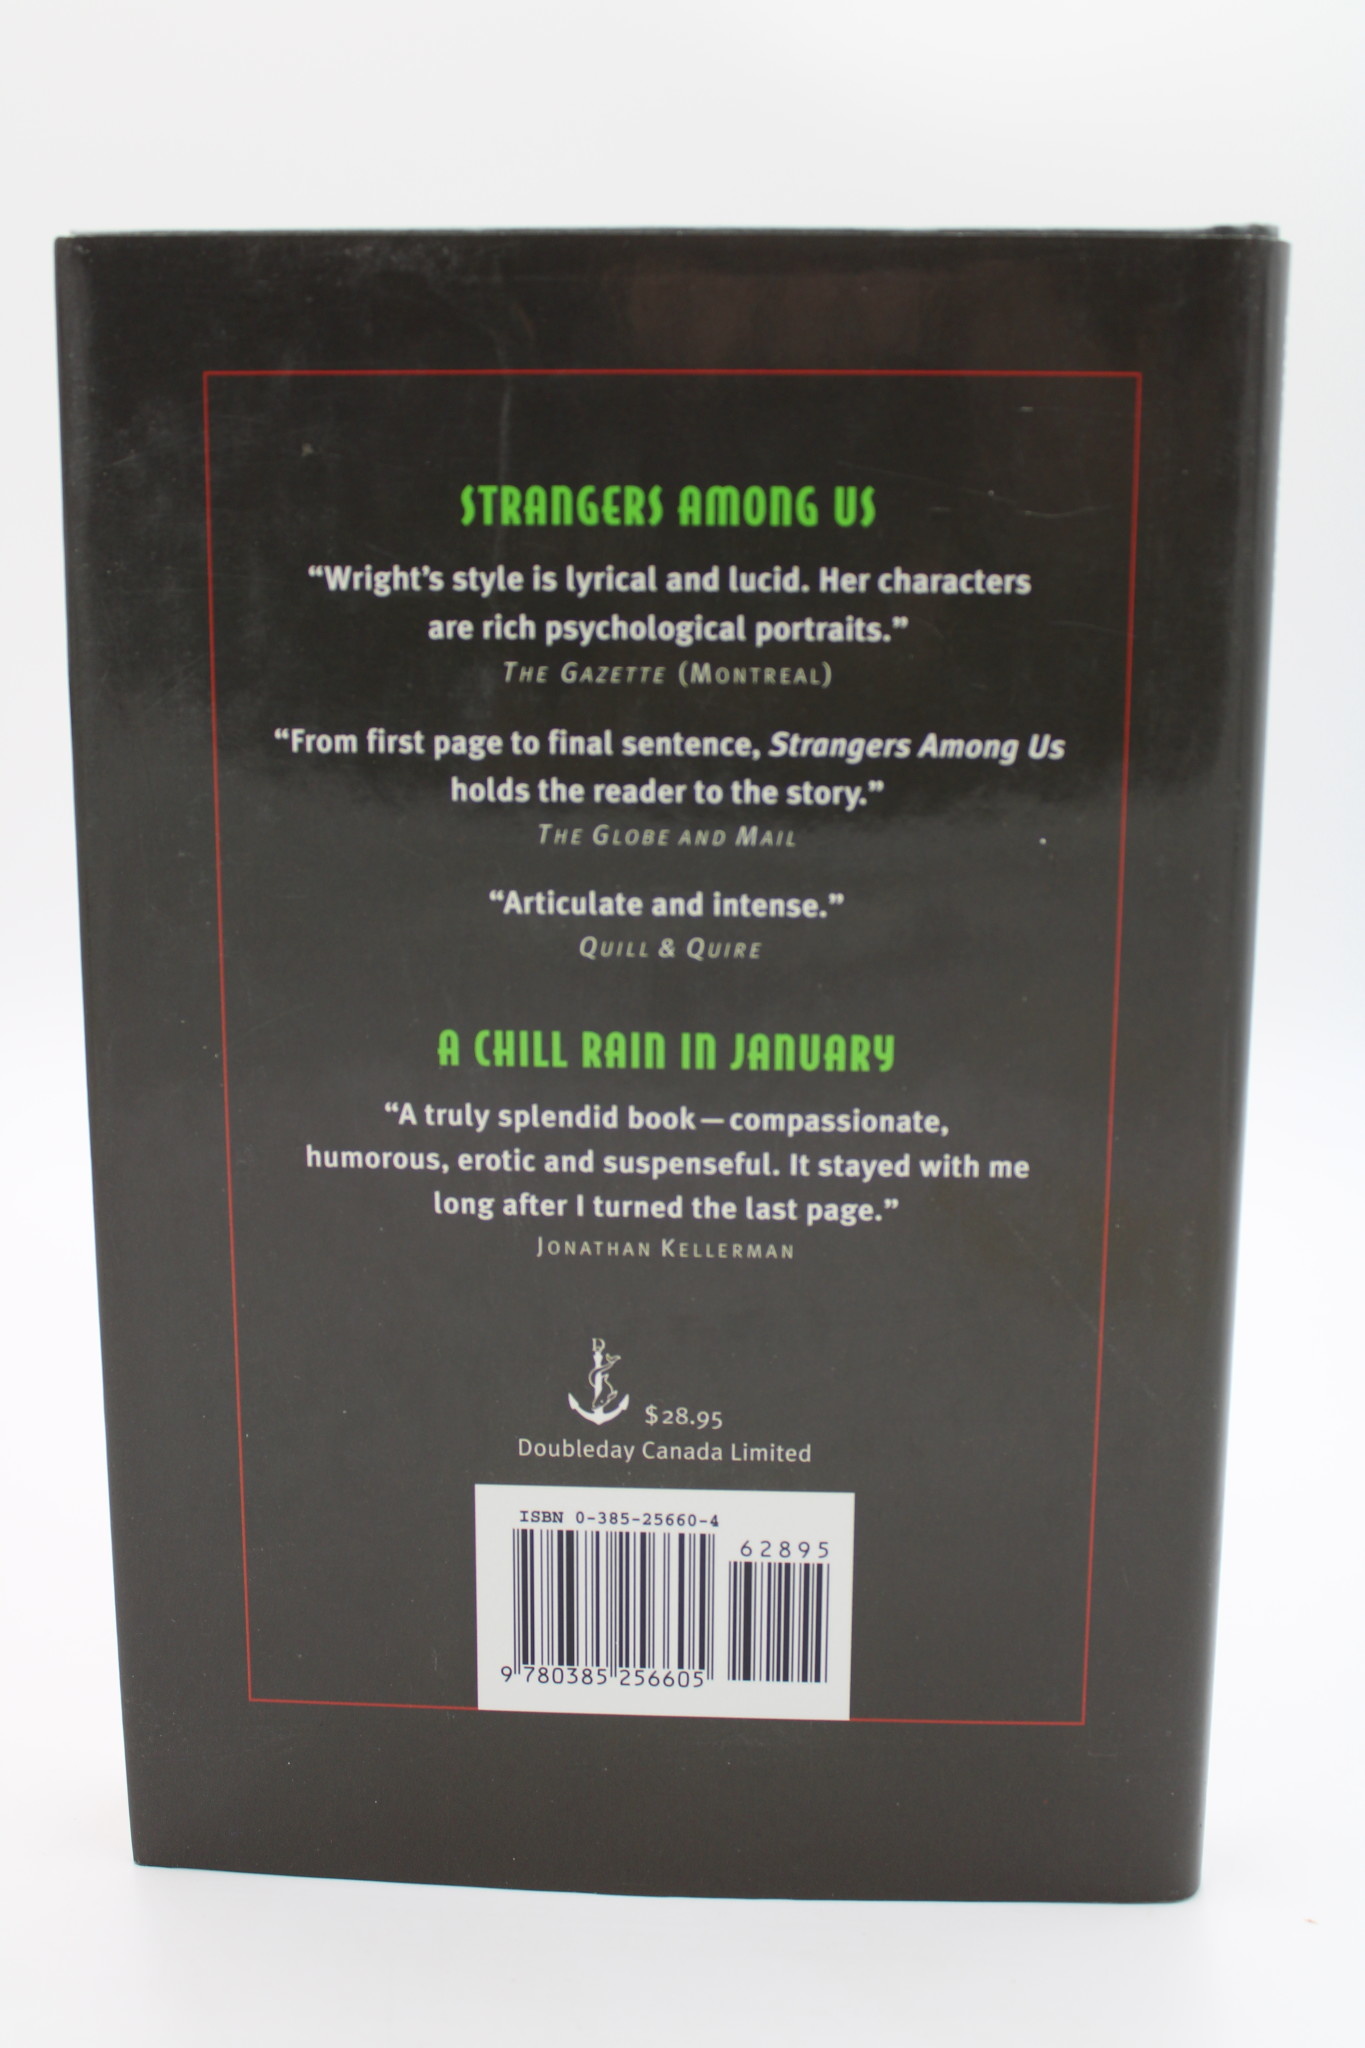 STRANGERS AMONG US
“Wright’s style is lyrical and lucid. Her characters
are rich psychological portraits.”
THE GAZETTE (MONTREAL)
“From first page to final sentence, Strangers Among Us
holds the reader to the story.”
THE GLOBE AND MAIL
“Articulate and intense.”
QUILL & QUIRE
A CHILL RAIN IN JANUARY
“A truly splendid book — compassionate,
humorous, erotic and suspenseful. It stayed with me
long after I turned the last page.”
JONATHAN KELLERMAN
D
$28.95
Doubleday Canada Limited
ISBN 0-385-25660-4
62895
9 780385 256605